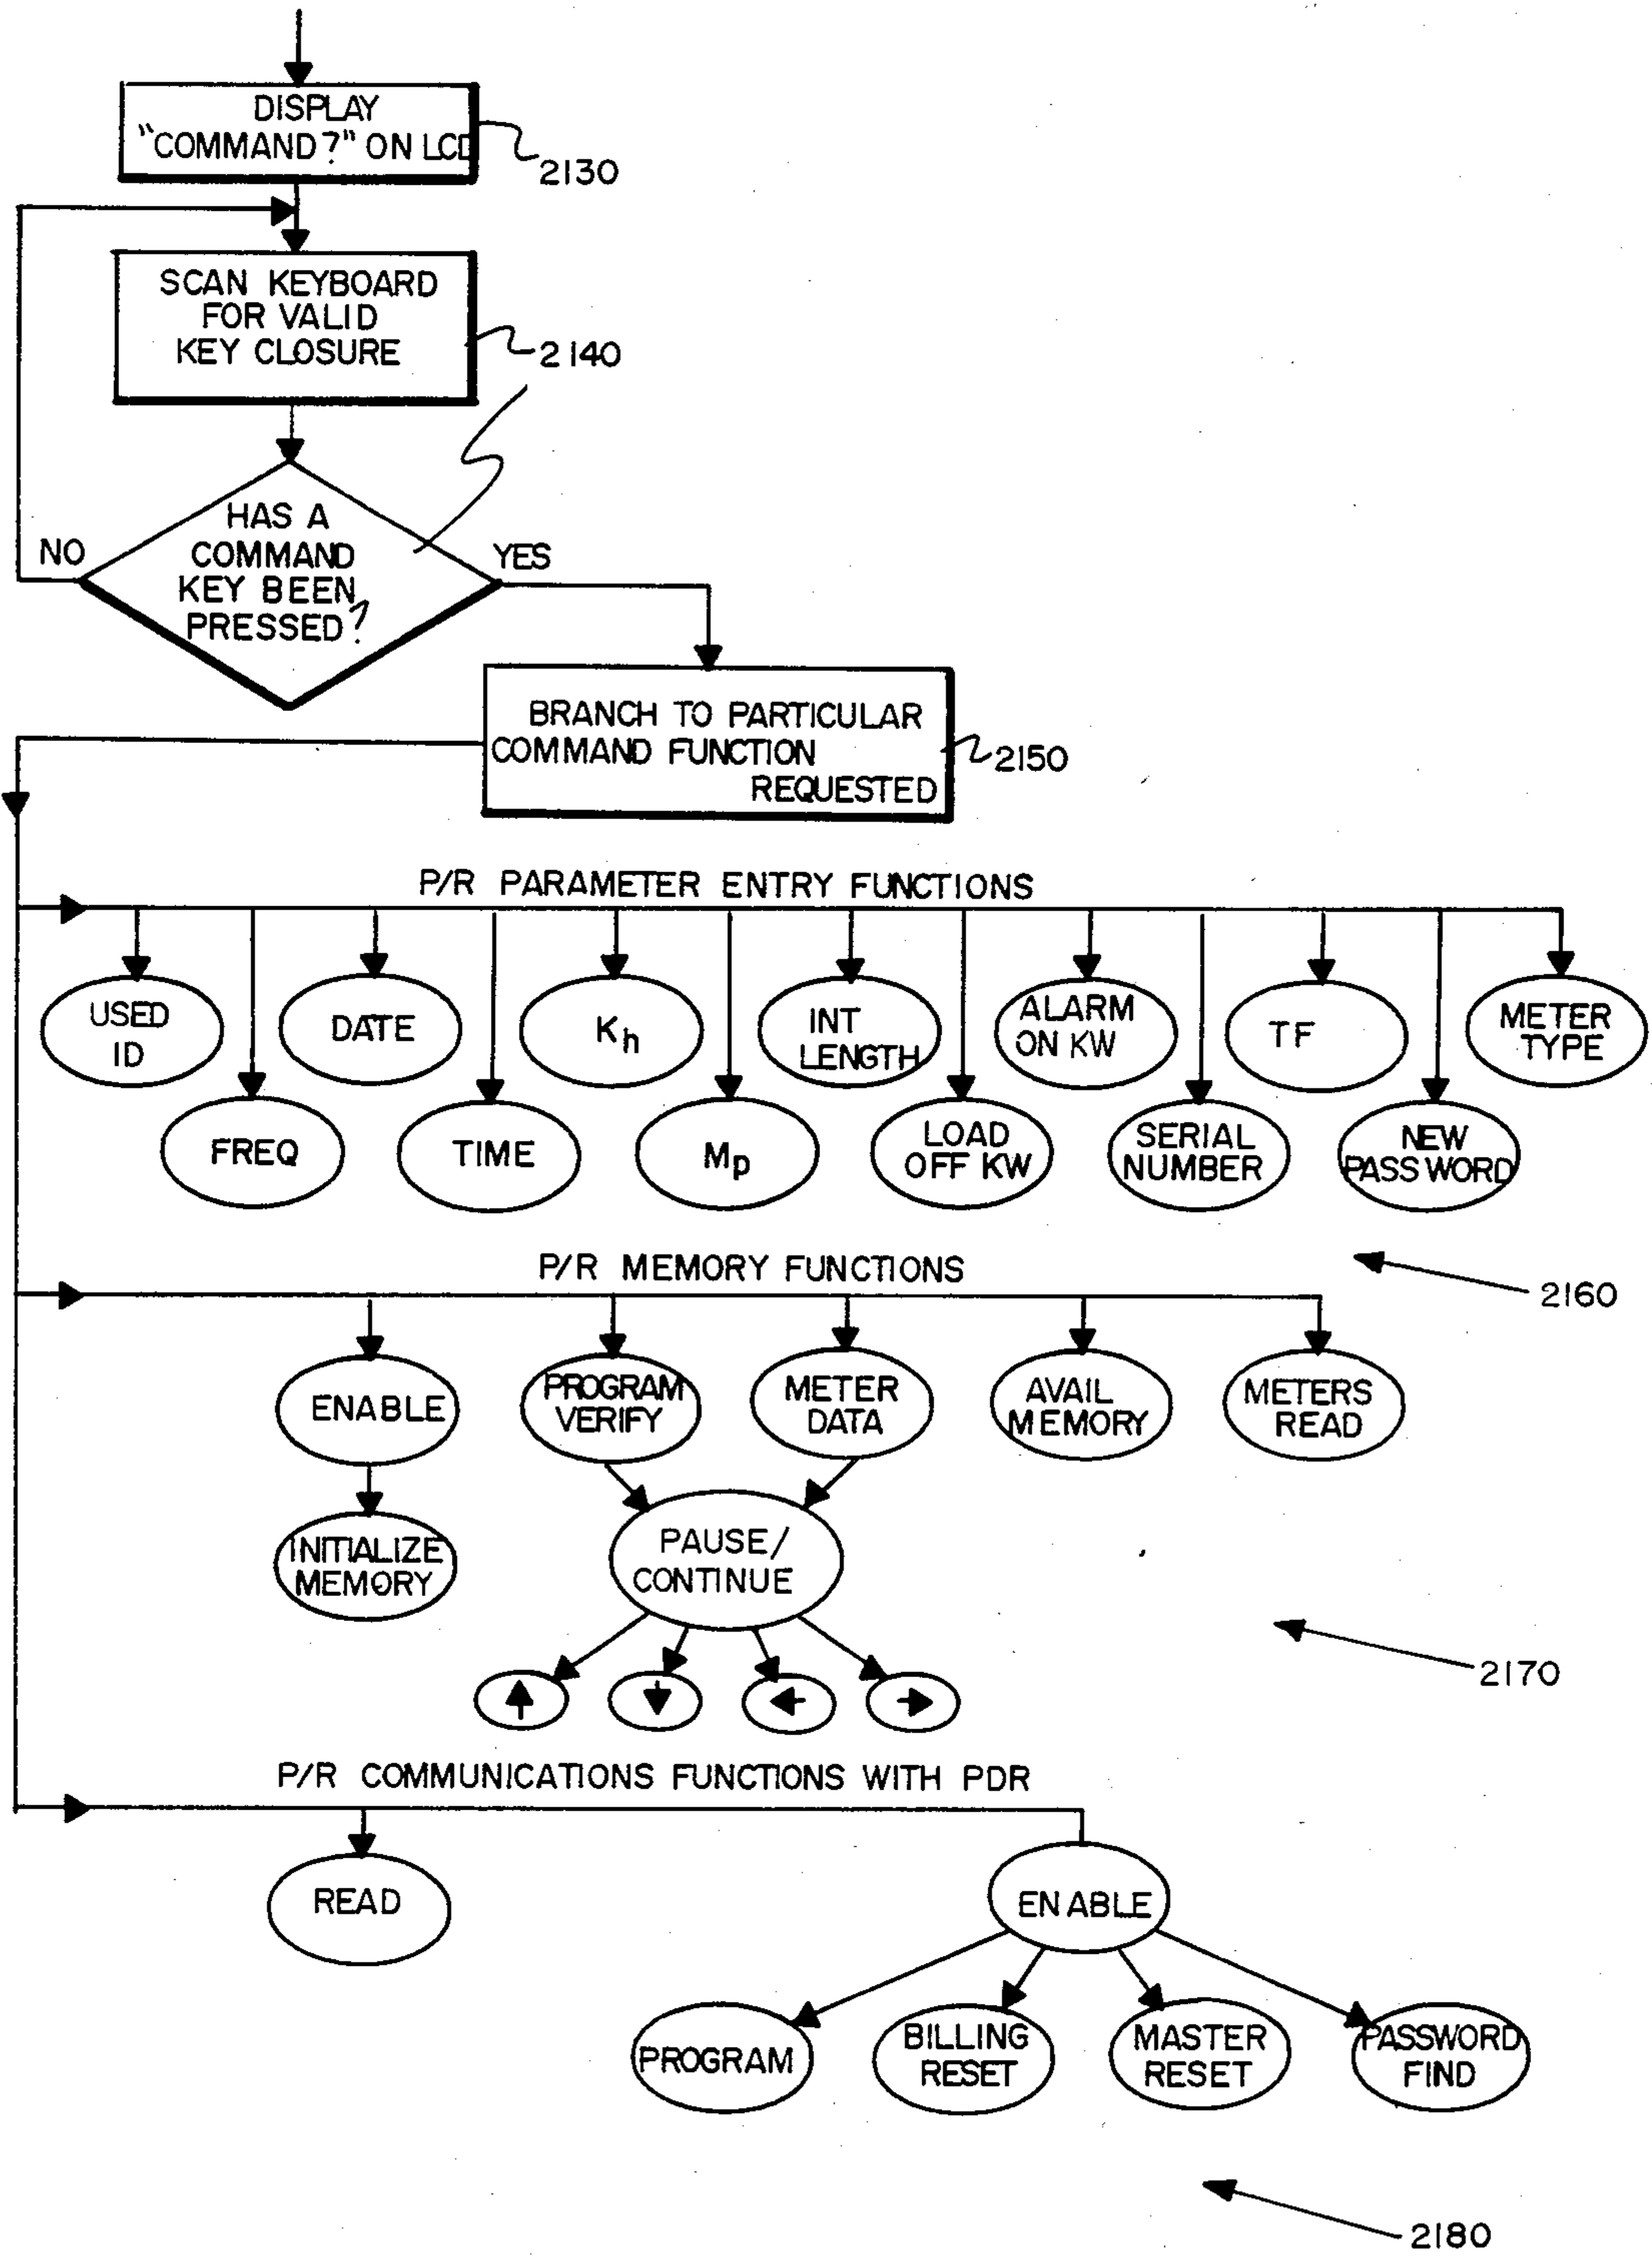 DISPLAY
"COMMAND?" ON LCD
2130
SCAN KEYBOARD
FOR VALID
KEY CLOSURE
2140
HAS A
COMMAND
KEY BEEN
PRESSED?
NO
YES
BRANCH TO PARTICULAR
COMMAND FUNCTION
REQUESTED
2150
P/R PARAMETER ENTRY FUNCTIONS
USED
ID
FREQ
DATE
TIME
Kh
Mp
INT
LENGTH
LOAD
OFF KW
ALARM
ON KW
SERIAL
NUMBER
TF
NEW
PASSWORD
METER
TYPE
2160
P/R MEMORY FUNCTIONS
ENABLE
INITIALIZE
MEMORY
PROGRAM
VERIFY
METER
DATA
AVAIL
MEMORY
METERS
READ
PAUSE/
CONTINUE
2170
P/R COMMUNICATIONS FUNCTIONS WITH PDR
READ
ENABLE
PROGRAM
BILLING
RESET
MASTER
RESET
PASSWORD
FIND
2180